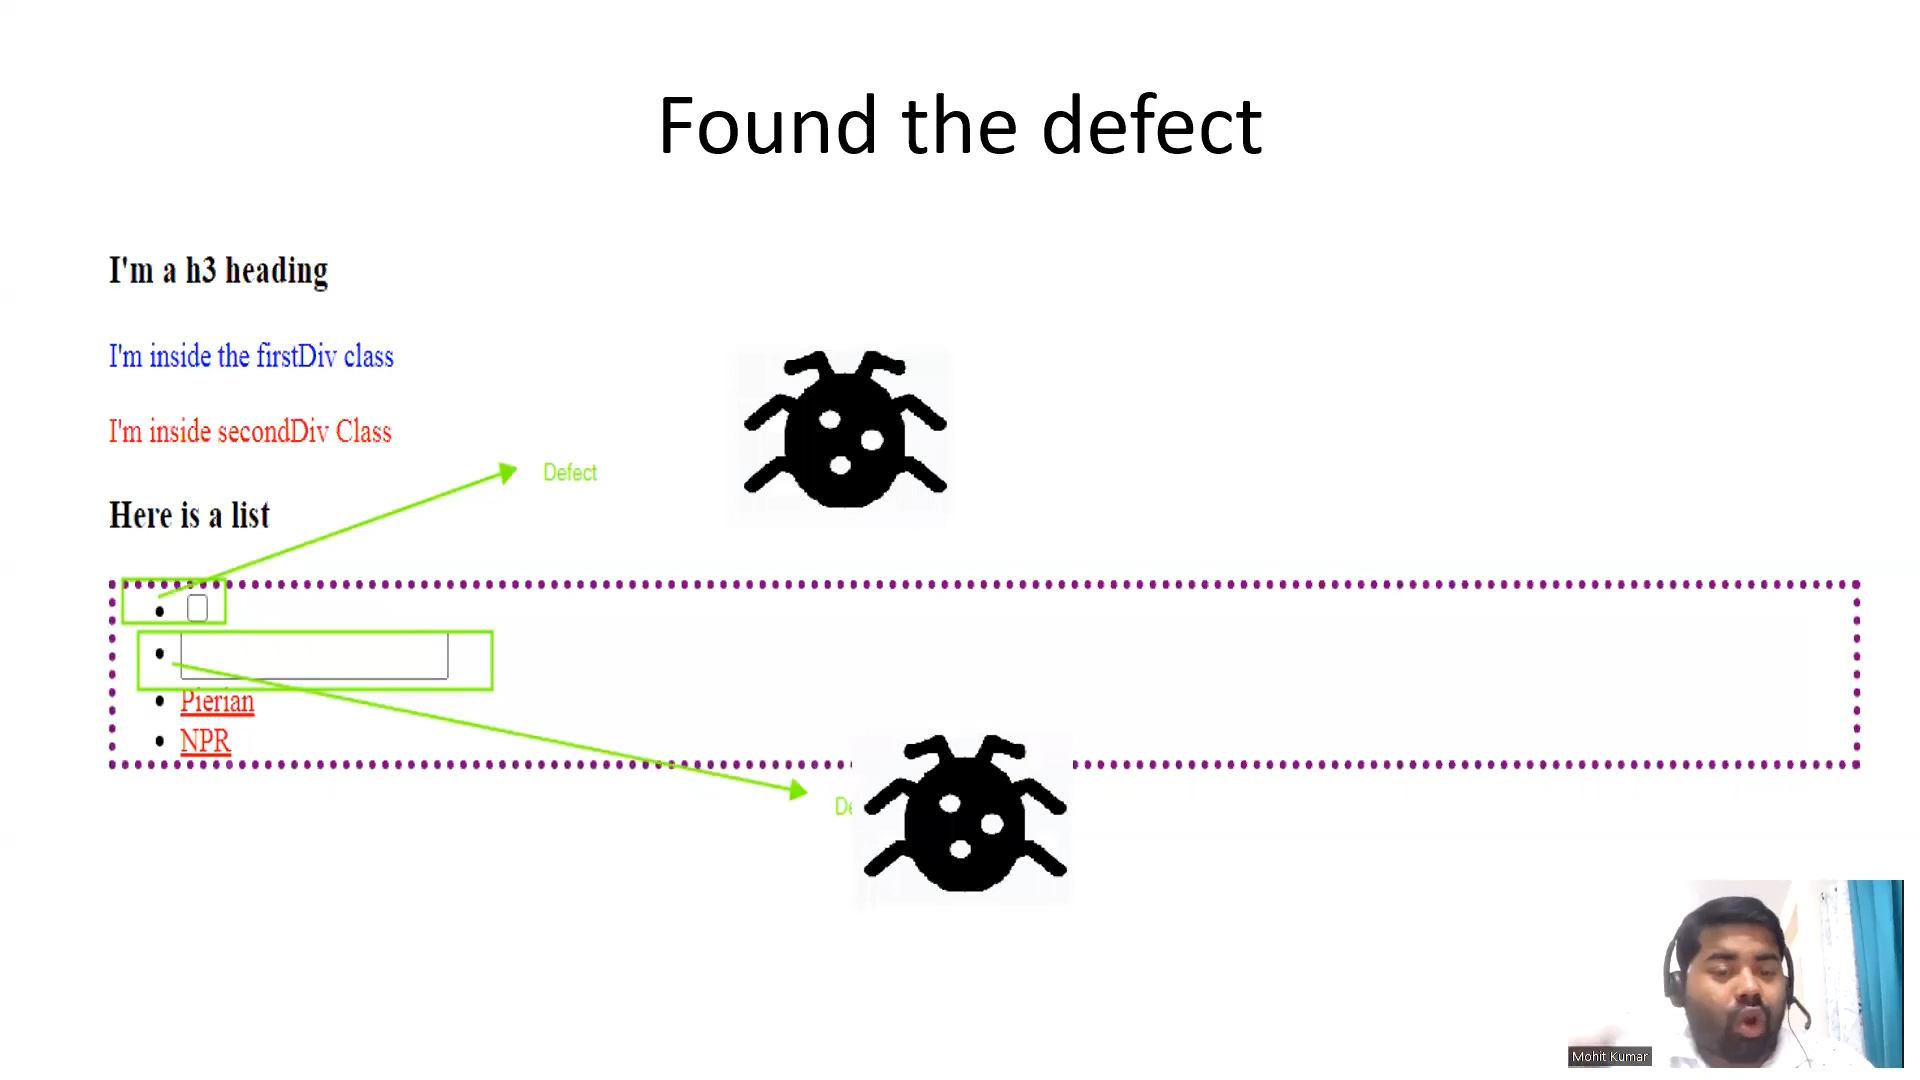 Found the defect
I'm a h3 heading
I'm inside the firstDiv class
I'm inside secondDiv Class
Defect
Here is a list
Pierian
NPR
De
Mohit Kumar